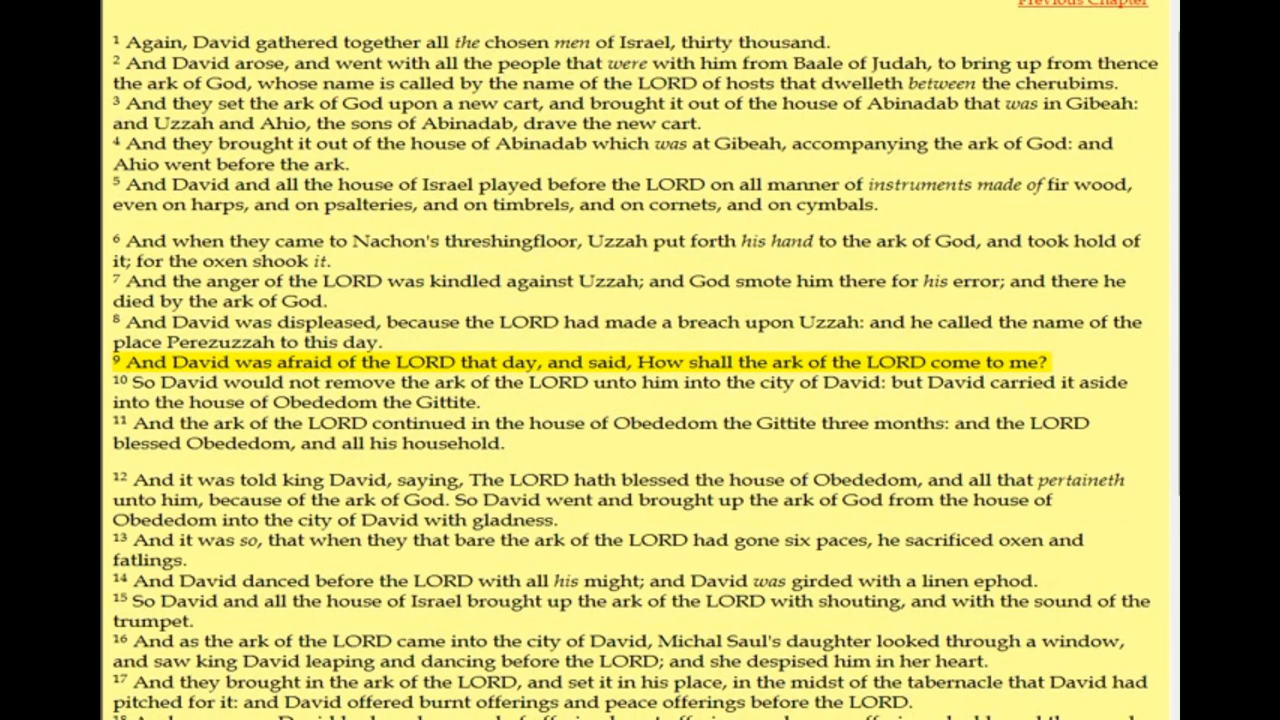 Previous Chapter
1 Again, David gathered together all the chosen men of Israel, thirty thousand.
2 And David arose, and went with all the people that were with him from Baale of Judah, to bring up from thence
the ark of God, whose name is called by the name of the LORD of hosts that dwelleth between the cherubims.
3 And they set the ark of God upon a new cart, and brought it out of the house of Abinadab that was in Gibeah:
and Uzzah and Ahio, the sons of Abinadab, drave the new cart.
4 And they brought it out of the house of Abinadab which was at Gibeah, accompanying the ark of God: and
Ahio went before the ark.
5 And David and all the house of Israel played before the LORD on all manner of instruments made of fir wood,
even on harps, and on psalteries, and on timbrels, and on cornets, and on cymbals.
6 And when they came to Nachon's threshingfloor, Uzzah put forth his hand to the ark of God, and took hold of
it; for the oxen shook it.
7 And the anger of the LORD was kindled against Uzzah; and God smote him there for his error; and there he
died by the ark of God.
8 And David was displeased, because the LORD had made a breach upon Uzzah: and he called the name of the
place Perezuzzah to this day.
9 And David was afraid of the LORD that day, and said, How shall the ark of the LORD come to me?
10 So David would not remove the ark of the LORD unto him into the city of David: but David carried it aside
into the house of Obededom the Gittite.
11 And the ark of the LORD continued in the house of Obededom the Gittite three months: and the LORD
blessed Obededom, and all his household.
12 And it was told king David, saying, The LORD hath blessed the house of Obededom, and all that pertaineth
unto him, because of the ark of God. So David went and brought up the ark of God from the house of
Obededom into the city of David with gladness.
13 And it was so, that when they that bare the ark of the LORD had gone six paces, he sacrificed oxen and
fatlings.
14 And David danced before the LORD with all his might; and David was girded with a linen ephod.
15 So David and all the house of Israel brought up the ark of the LORD with shouting, and with the sound of the
trumpet.
16 And as the ark of the LORD came into the city of David, Michal Saul's daughter looked through a window,
and saw king David leaping and dancing before the LORD; and she despised him in her heart.
17 And they brought in the ark of the LORD, and set it in his place, in the midst of the tabernacle that David had
pitched for it: and David offered burnt offerings and peace offerings before the LORD.